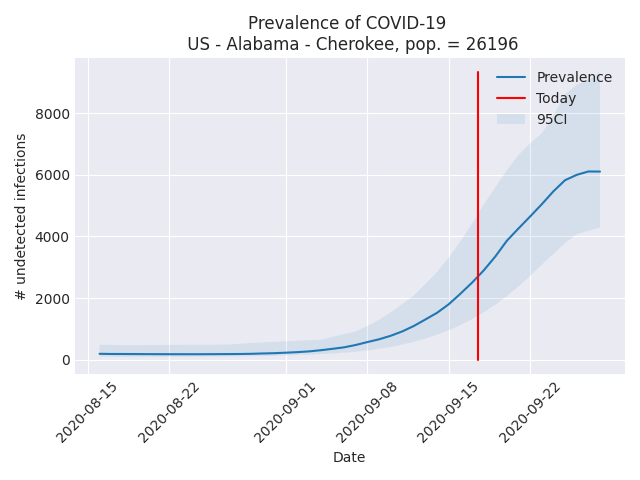 Prevalence of COVID-19
US - Alabama - Cherokee, pop. = 26196
Prevalence
Today
95CI
# undetected infections
8000
6000
4000
2000
0
2020-08-15
2020-08-22
2020-09-01
2020-09-08
2020-09-15
2020-09-22
Date